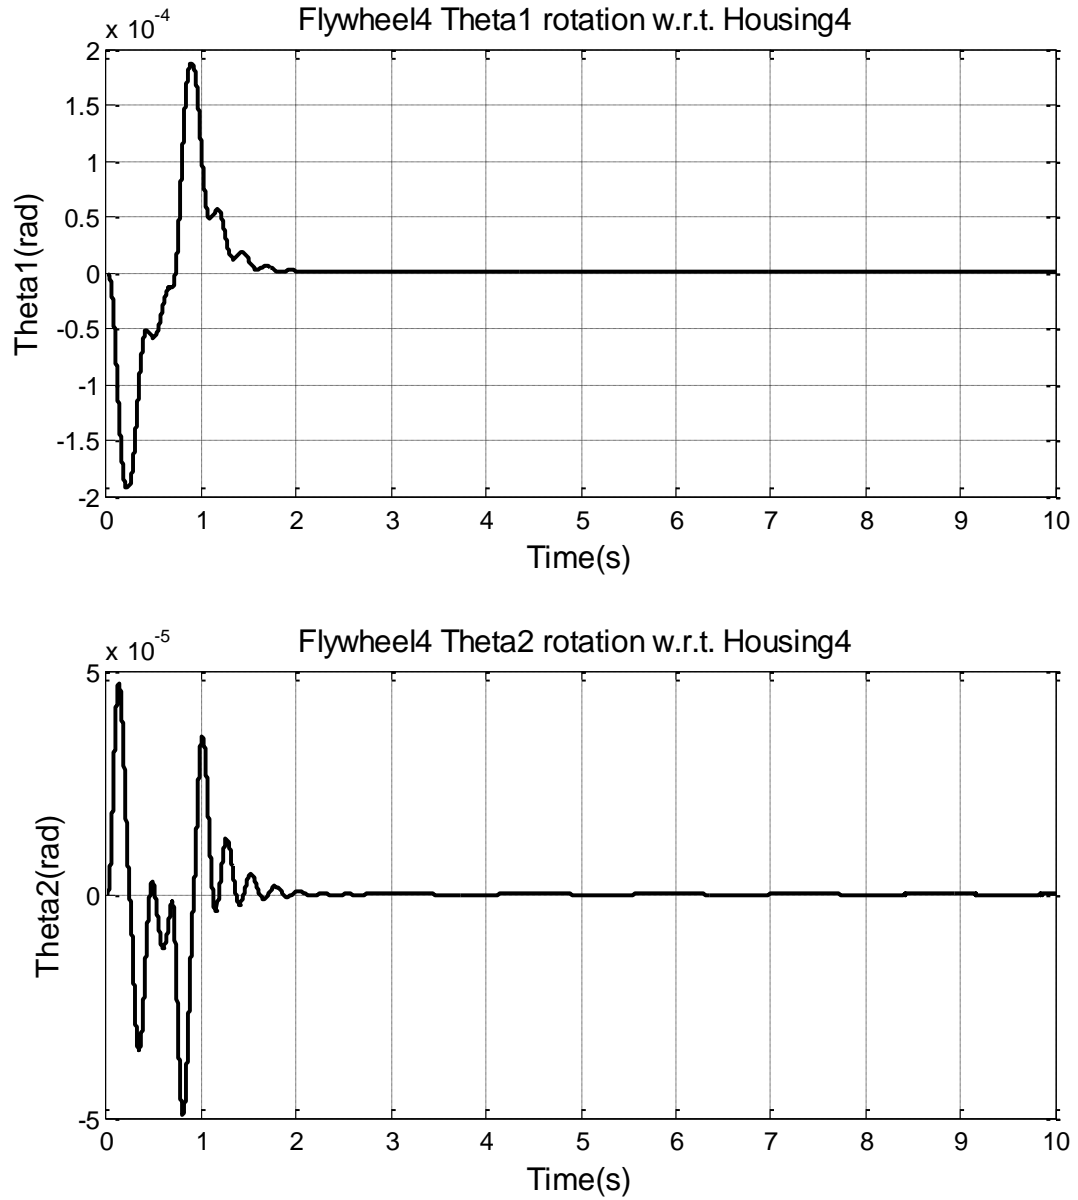 Flywheel4 Theta1 rotation w.r.t. Housing4
x 10^-4
2
1.5
1
0.5
0
-0.5
-1
-1.5
-2
Theta1(rad)
0 1 2 3 4 5 6 7 8 9 10
Time(s)
Flywheel4 Theta2 rotation w.r.t. Housing4
x 10^-5
5
0
-5
Theta2(rad)
0 1 2 3 4 5 6 7 8 9 10
Time(s)